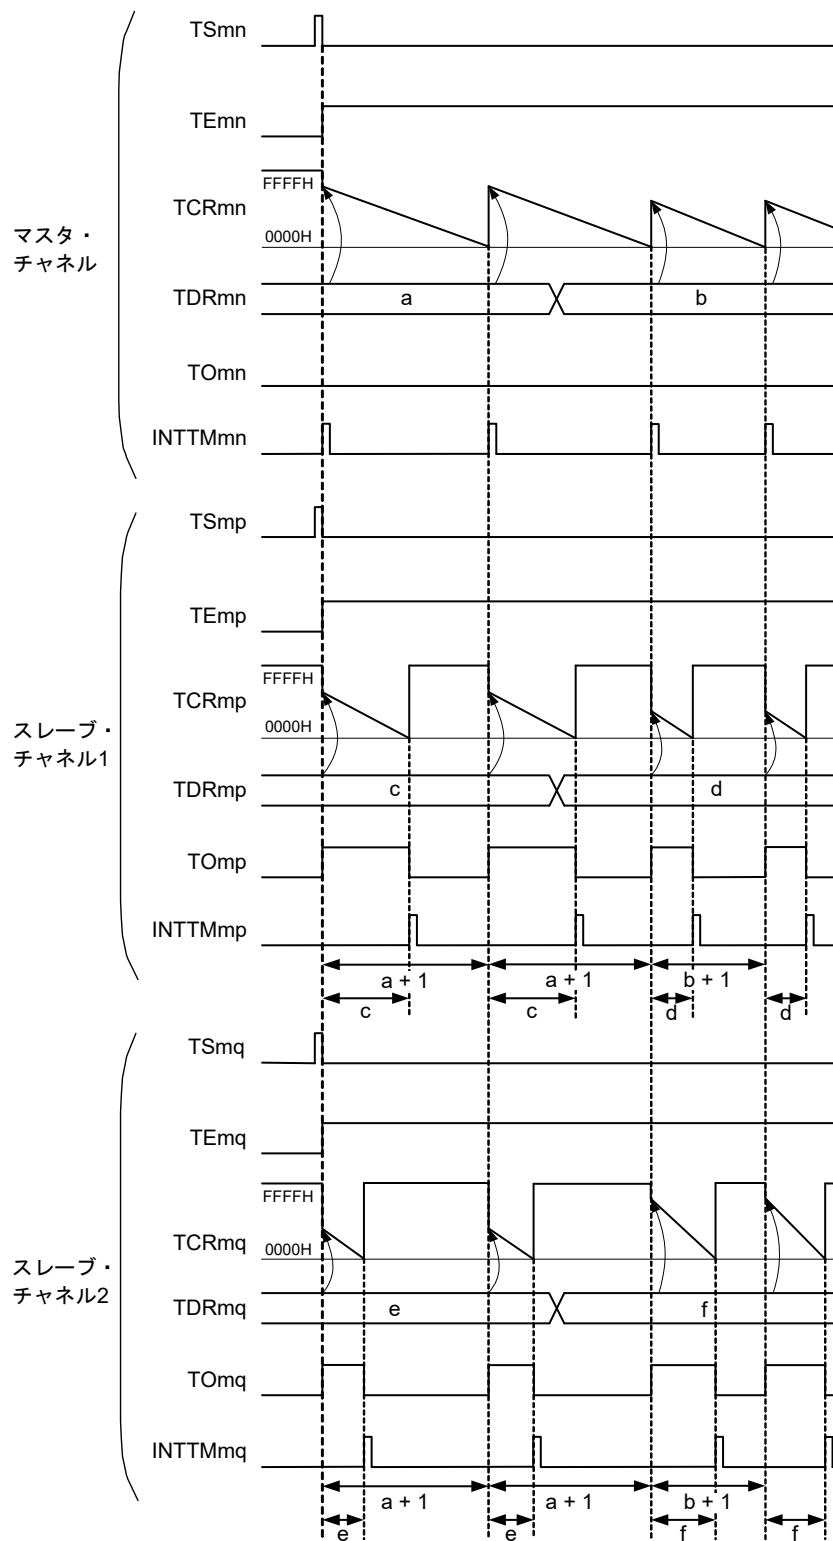 TSmn
TEmn
FFFFH
TCRmn
0000H
マスタ・
チャネル
TDRmn
a
b
TOmn
INTTMmn
TSmp
TEmp
FFFFH
TCRmp
0000H
スレーブ・
チャネル1
TDRmp
c
d
TOmp
INTTMmp
a + 1
a + 1
b + 1
c
c
d
d
TSmq
TEmq
FFFFH
TCRmq
0000H
スレーブ・
チャネル2
TDRmq
e
f
TOmq
INTTMmq
a + 1
a + 1
b + 1
e
e
f
f